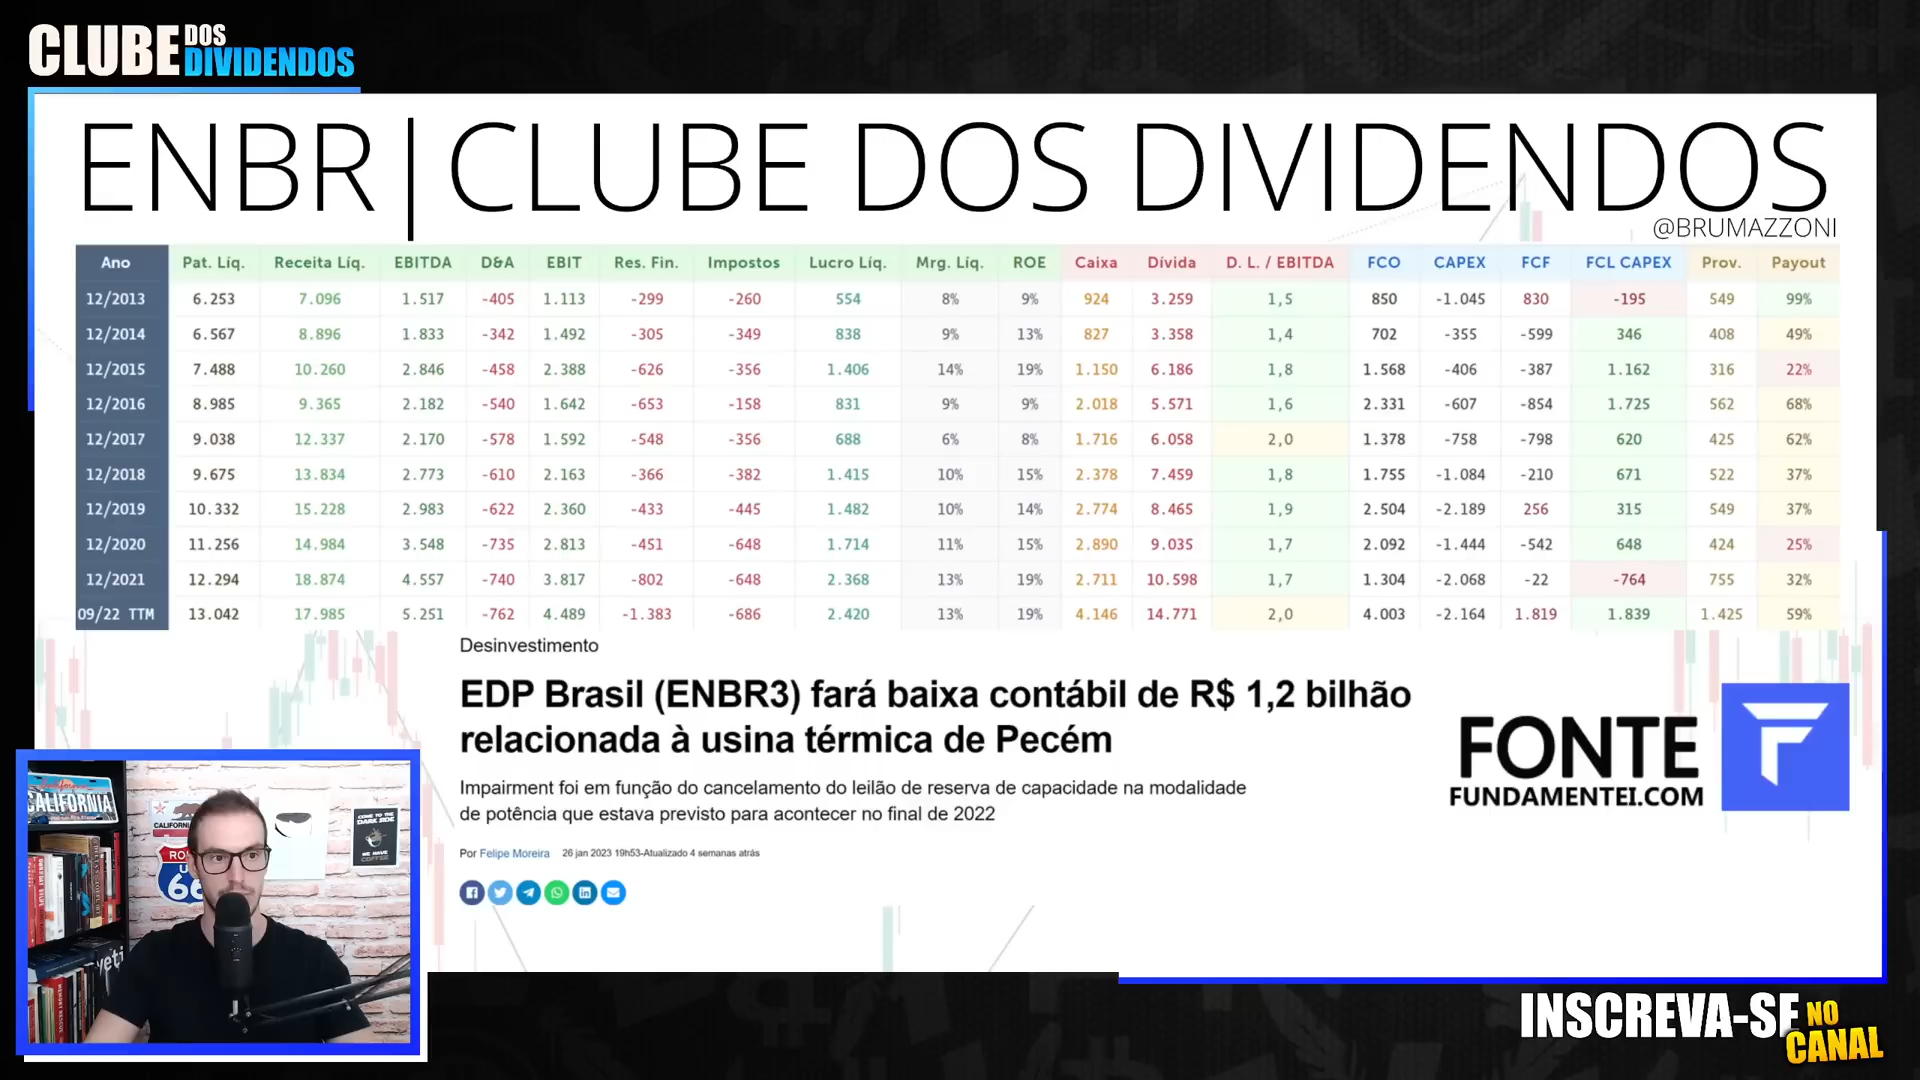 CLUBE DOS DIVIDENDOS
ENBR|CLUBE DOS DIVIDENDOS
@BRUMAZZONI
Ano Pat. Líq. Receita Líq. EBITDA D&A EBIT Res. Fin. Impostos Lucro Líq. Mrg. Líq. ROE Caixa Dívida D. L. / EBITDA FCO CAPEX FCF FCL CAPEX Prov. Payout
12/2013 6.253 7.096 1.517 -405 1.113 -299 -260 554 8% 9% 924 3.259 1,5 850 -1.045 830 -195 549 99%
12/2014 6.567 8.896 1.833 -342 1.492 -305 -349 838 9% 13% 827 3.358 1,4 702 -355 -599 346 408 49%
12/2015 7.488 10.260 2.846 -458 2.388 -626 -356 1.406 14% 19% 1.150 6.186 1,8 1.568 -406 -387 1.162 316 22%
12/2016 8.985 9.365 2.182 -540 1.642 -653 -158 831 9% 9% 2.018 5.571 1,6 2.331 -607 -854 1.725 562 68%
12/2017 9.038 12.337 2.170 -578 1.592 -548 -356 688 6% 8% 1.716 6.058 2,0 1.378 -758 -798 620 425 62%
12/2018 9.675 13.834 2.773 -610 2.163 -366 -382 1.415 10% 15% 2.378 7.459 1,8 1.755 -1.084 -210 671 522 37%
12/2019 10.332 15.228 2.983 -622 2.360 -433 -445 1.482 10% 14% 2.774 8.465 1,9 2.504 -2.189 256 315 549 37%
12/2020 11.256 14.984 3.548 -735 2.813 -451 -648 1.714 11% 15% 2.890 9.035 1,7 2.092 -1.444 -542 648 424 25%
12/2021 12.294 18.874 4.557 -740 3.817 -802 -648 2.368 13% 19% 2.711 10.598 1,7 1.304 -2.068 -22 -764 755 32%
09/22 TTM 13.042 17.985 5.251 -762 4.489 -1.383 -686 2.420 13% 19% 4.146 14.771 2,0 4.003 -2.164 1.819 1.839 1.425 59%
Desinvestimento
EDP Brasil (ENBR3) fará baixa contábil de R$ 1,2 bilhão
relacionada à usina térmica de Pecém
Impairment foi em função do cancelamento do leilão de reserva de capacidade na modalidade
de potência que estava previsto para acontecer no final de 2022
Por Felipe Moreira 26 jan 2023 19h53-Atualizado 4 semanas atrás
FONTE
FUNDAMENTEI.COM
CALIFORNIA
CALIFORNIA
COME TO THE
DARK SIDE
WE HAVE
COFFEE
66
yeti
INSCREVA-SE NO CANAL